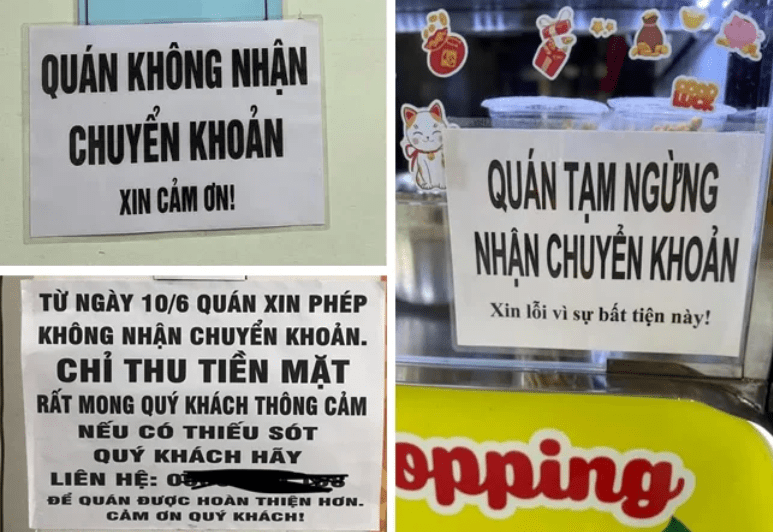 QUÁN KHÔNG NHẬN
CHUYỂN KHOẢN
XIN CẢM ƠN!
TỪ NGÀY 10/6 QUÁN XIN PHÉP
KHÔNG NHẬN CHUYỂN KHOẢN.
CHỈ THU TIỀN MẶT
RẤT MONG QUÝ KHÁCH THÔNG CẢM
NẾU CÓ THIẾU SÓT
QUÝ KHÁCH HÃY
LIÊN HỆ:
ĐỂ QUÁN ĐƯỢC HOÀN THIỆN HƠN.
CẢM ƠN QUÝ KHÁCH!
GOOD
LUCK
QUÁN TẠM NGỪNG
NHẬN CHUYỂN KHOẢN
Xin lỗi vì sự bất tiện này!
opping